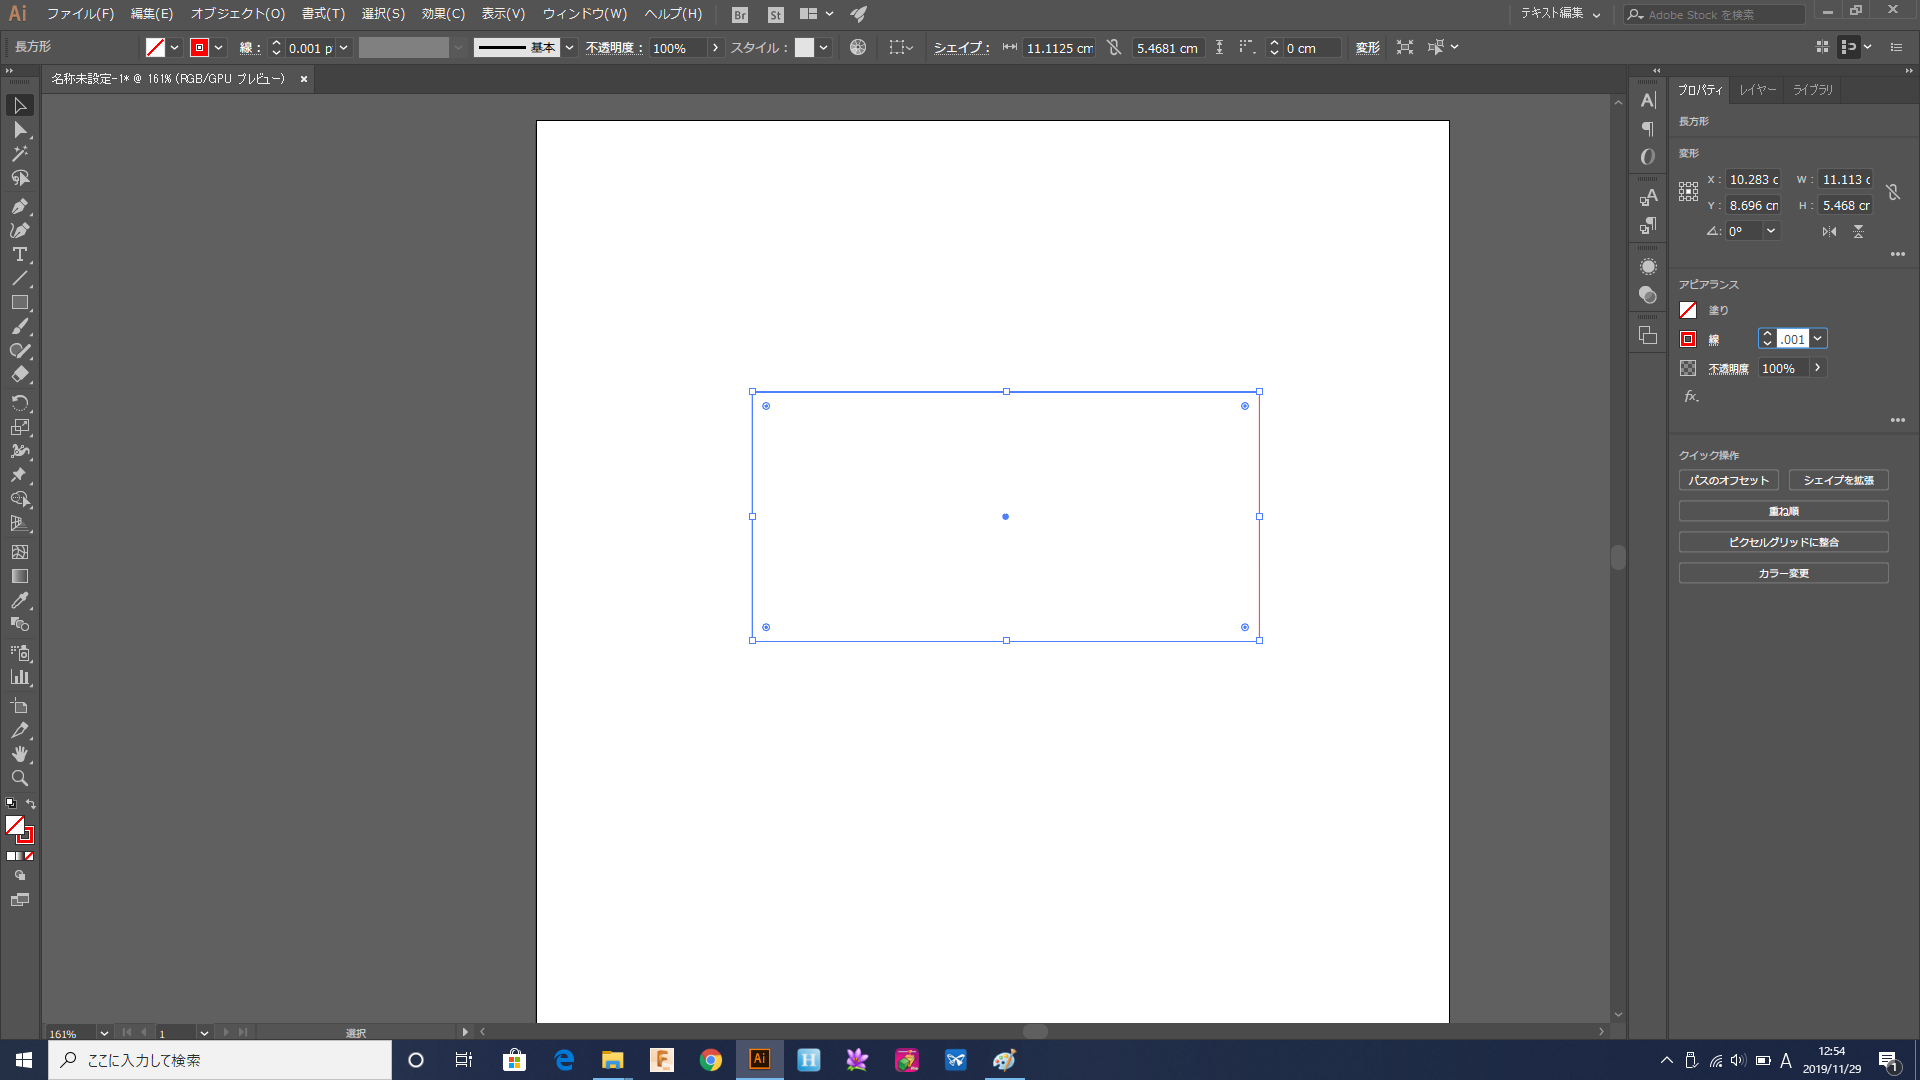 Ai ファイル(F) 編集(E) オブジェクト(O) 書式(T) 選択(S) 効果(C) 表示(V) ウィンドウ(W) ヘルプ(H) Br St テキスト編集 Adobe Stock を検索
長方形 線 : 0.001 p 基本 不透明度 : 100% スタイル : シェイプ : 11.1125 cm 5.4681 cm 0 cm 変形
名称未設定-1* @ 161% (RGB/GPU プレビュー) ×
プロパティ レイヤー ライブラリ
長方形
変形
X : 10.283 c W : 11.113 c
Y : 8.696 cm H : 5.468 cr
0°
アピアランス
塗り
線 .001
不透明度 100%
fx.
クイック操作
パスのオフセット シェイプを拡張
重ね順
ピクセルグリッドに整合
カラー変更
161% 1 選択
ここに入力して検索
Ai H A 12:54
2019/11/29
1